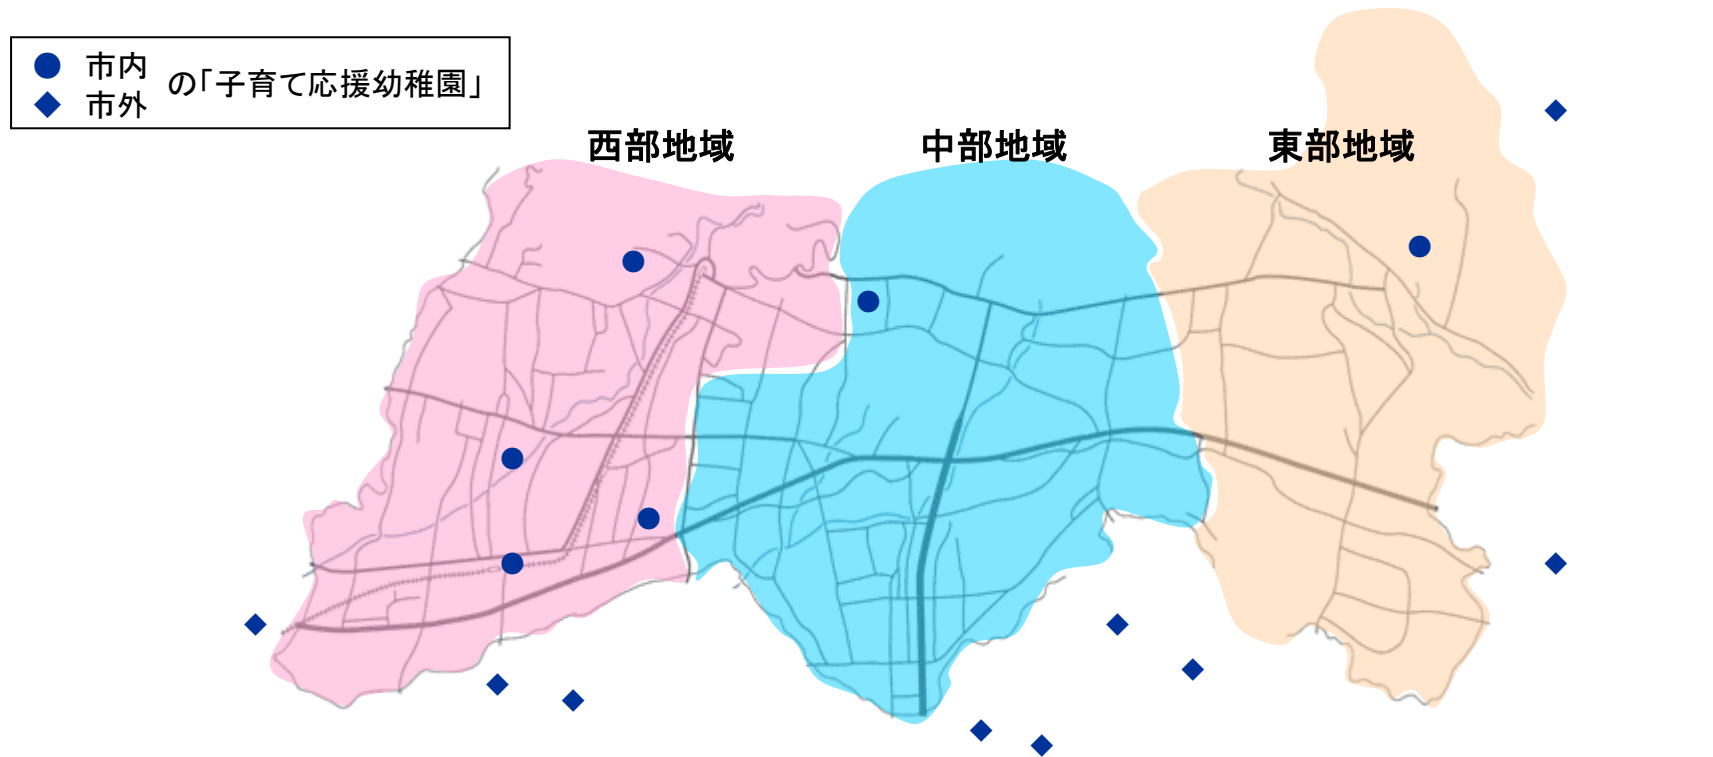 市内
の「子育て応援幼稚園」
市外
西部地域
中部地域
東部地域